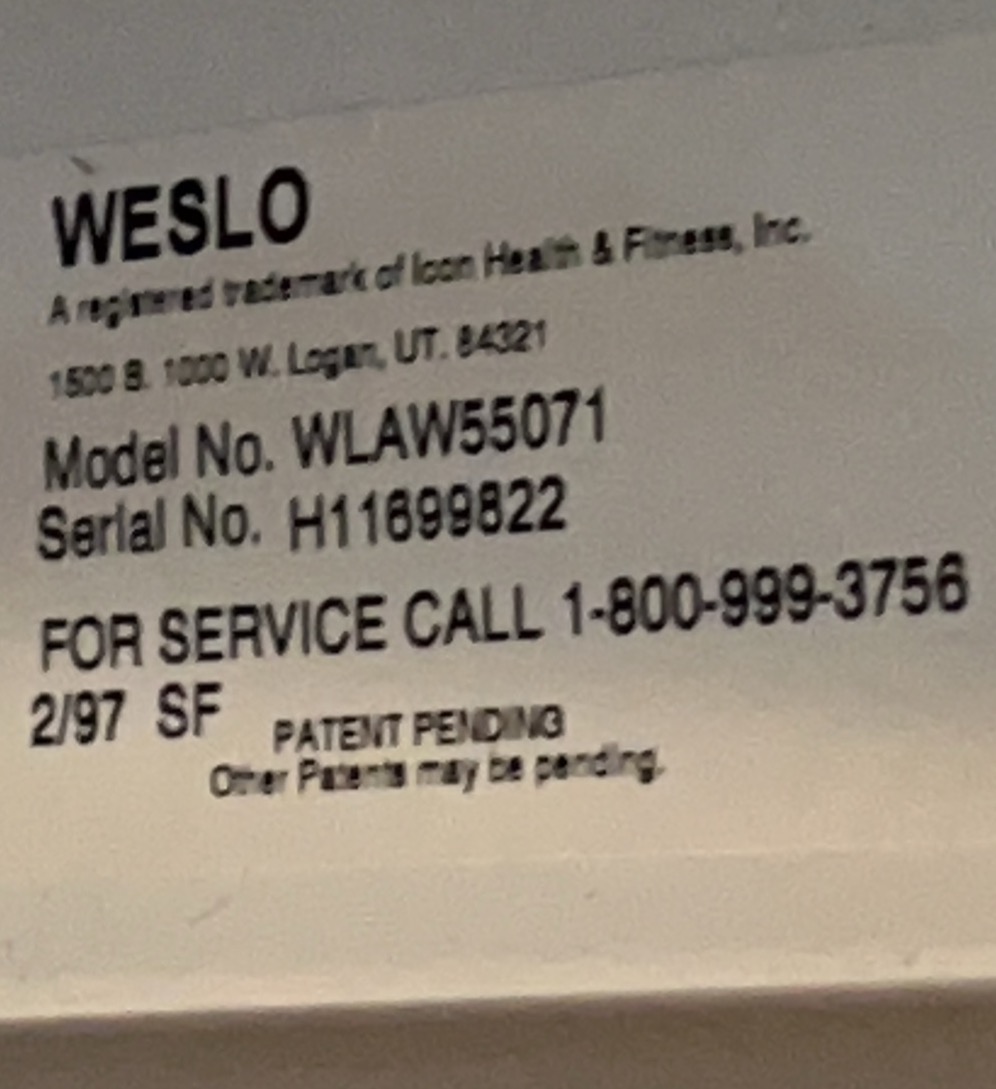 WESLO
A registered trademark of Icon Health & Fitness, Inc.
1500 S. 1000 W. Logan, UT. 84321
Model No. WLAW55071
Serial No. H11699822
FOR SERVICE CALL 1-800-999-3756
2/97 SF
PATENT PENDING
Other Patents may be pending.